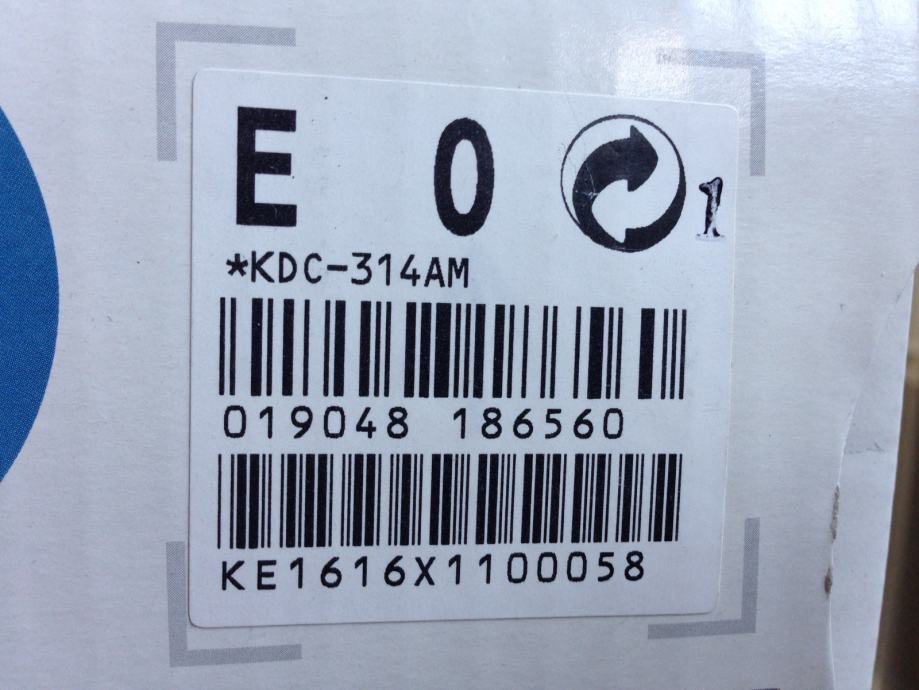 E 0 1
*KDC-314AM
019048 186560
KE1616X1100058